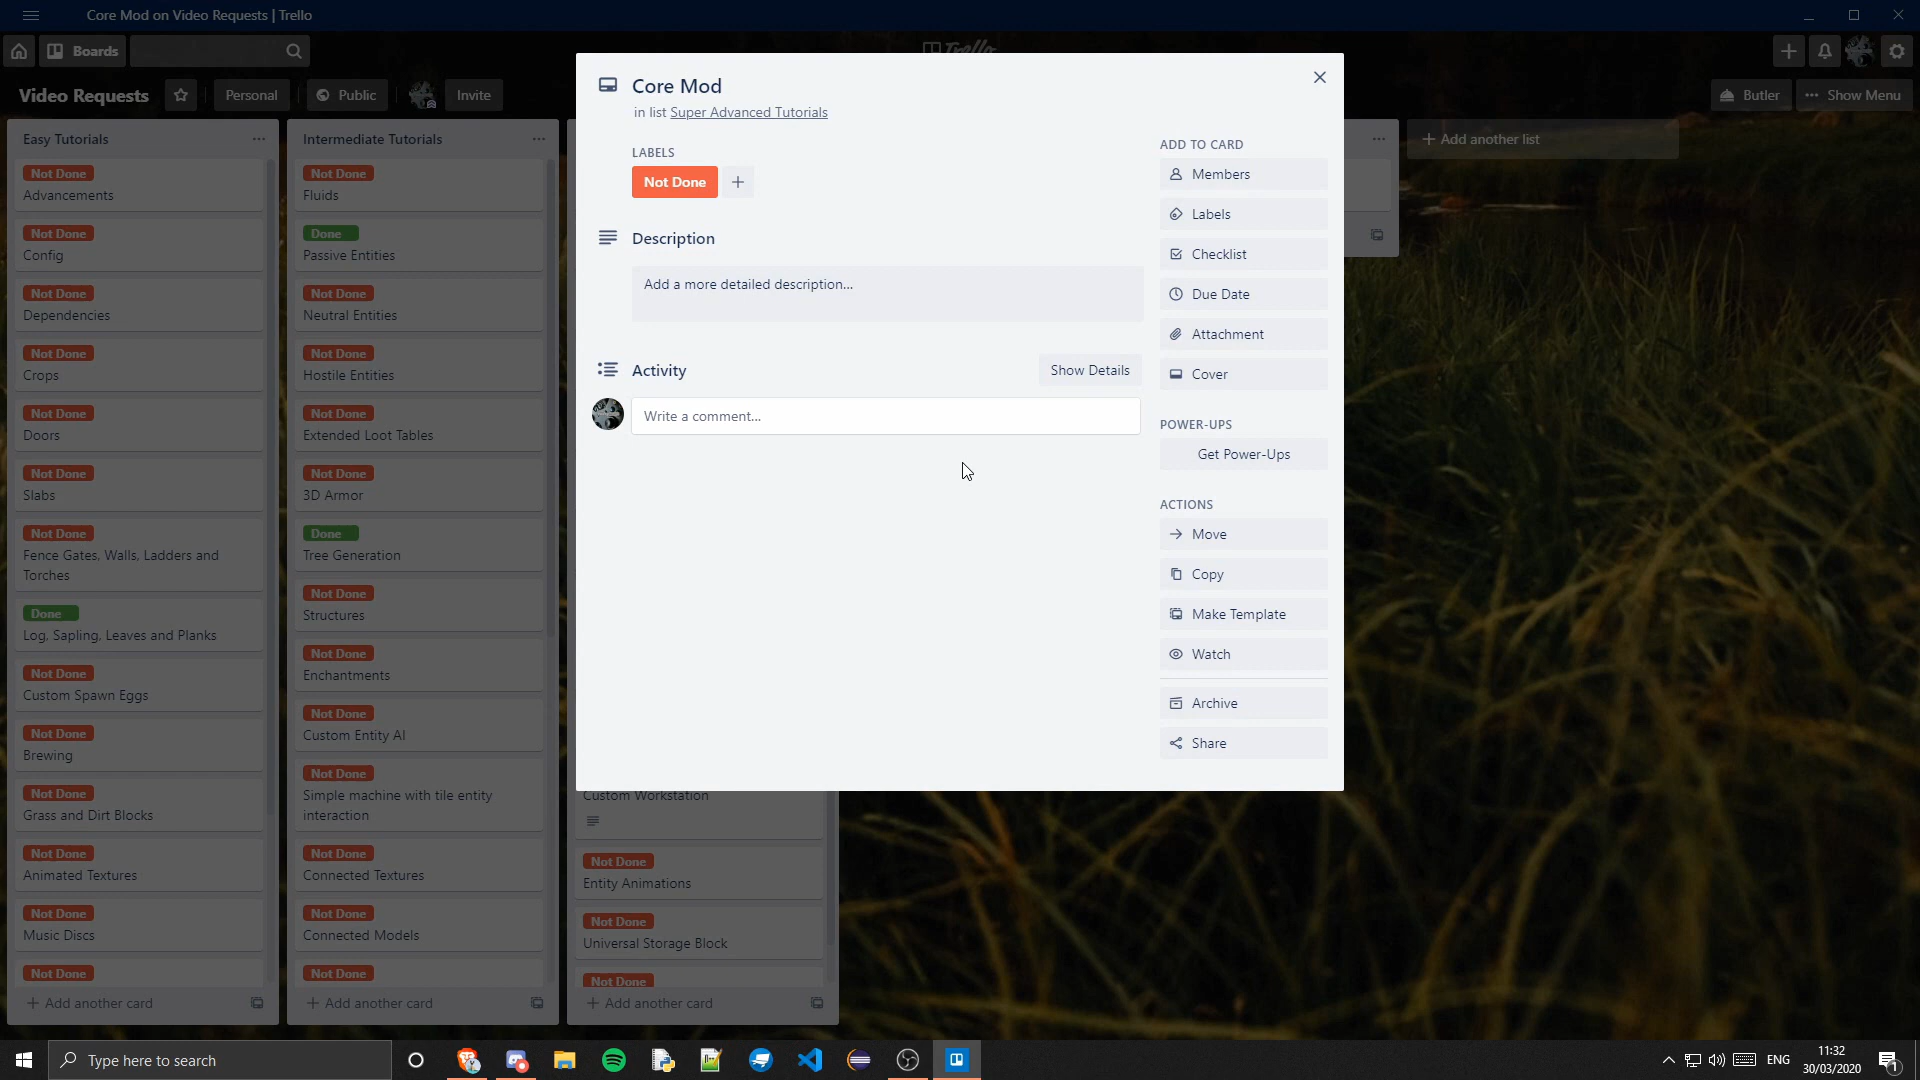 Core Mod on Video Requests | Trello
Boards
Trello
Video Requests
Personal
Public
Invite
Butler
Show Menu
Easy Tutorials
Not Done
Advancements
Not Done
Config
Not Done
Dependencies
Not Done
Crops
Not Done
Doors
Not Done
Slabs
Not Done
Fence Gates, Walls, Ladders and
Torches
Done
Log, Sapling, Leaves and Planks
Not Done
Custom Spawn Eggs
Not Done
Brewing
Not Done
Grass and Dirt Blocks
Not Done
Animated Textures
Not Done
Music Discs
Not Done
Add another card
Intermediate Tutorials
Not Done
Fluids
Done
Passive Entities
Not Done
Neutral Entities
Not Done
Hostile Entities
Not Done
Extended Loot Tables
Not Done
3D Armor
Done
Tree Generation
Not Done
Structures
Not Done
Enchantments
Not Done
Custom Entity AI
Not Done
Simple machine with tile entity
interaction
Not Done
Connected Textures
Not Done
Connected Models
Not Done
Add another card
Custom Workstation
Not Done
Entity Animations
Not Done
Universal Storage Block
Not Done
Add another card
Add another list
Core Mod
in list Super Advanced Tutorials
LABELS
Not Done
Description
Add a more detailed description...
Activity
Show Details
Write a comment...
ADD TO CARD
Members
Labels
Checklist
Due Date
Attachment
Cover
POWER-UPS
Get Power-Ups
ACTIONS
Move
Copy
Make Template
Watch
Archive
Share
Type here to search
ENG
11:32
30/03/2020
1